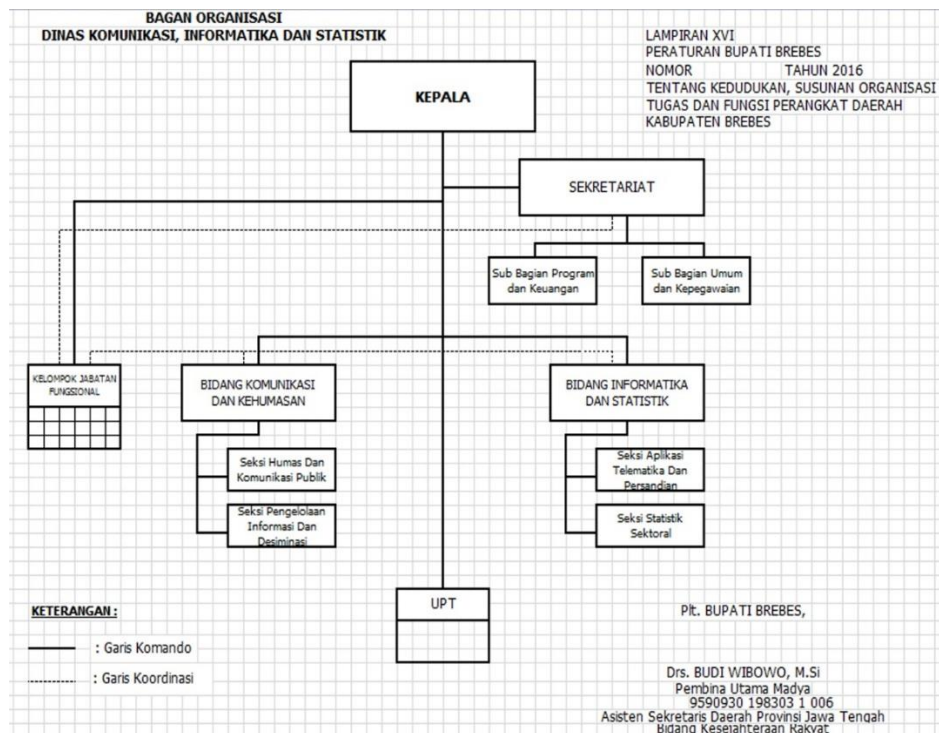 BAGAN ORGANISASI
DINAS KOMUNIKASI, INFORMATIKA DAN STATISTIK
LAMPIRAN XVI
PERATURAN BUPATI BREBES
NOMOR TAHUN 2016
TENTANG KEDUDUKAN, SUSUNAN ORGANISASI
TUGAS DAN FUNGSI PERANGKAT DAERAH
KABUPATEN BREBES
KEPALA
SEKRETARIAT
Sub Bagian Program
dan Keuangan
Sub Bagian Umum
dan Kepegawaian
KELOMPOK JABATAN
FUNGSIONAL
BIDANG KOMUNIKASI
DAN KEHUMASAN
BIDANG INFORMATIKA
DAN STATISTIK
Seksi Humas Dan
Komunikasi Publik
Seksi Pengelolaan
Informasi Dan
Desiminasi
Seksi Aplikasi
Telematika Dan
Persandian
Seksi Statistik
Sektoral
UPT
KETERANGAN :
: Garis Komando
: Garis Koordinasi
Plt. BUPATI BREBES,
Drs. BUDI WIBOWO, M.Si
Pembina Utama Madya
9590930 198303 1 006
Asisten Sekretaris Daerah Provinsi Jawa Tengah
Bidang Kesejahteraan Rakyat